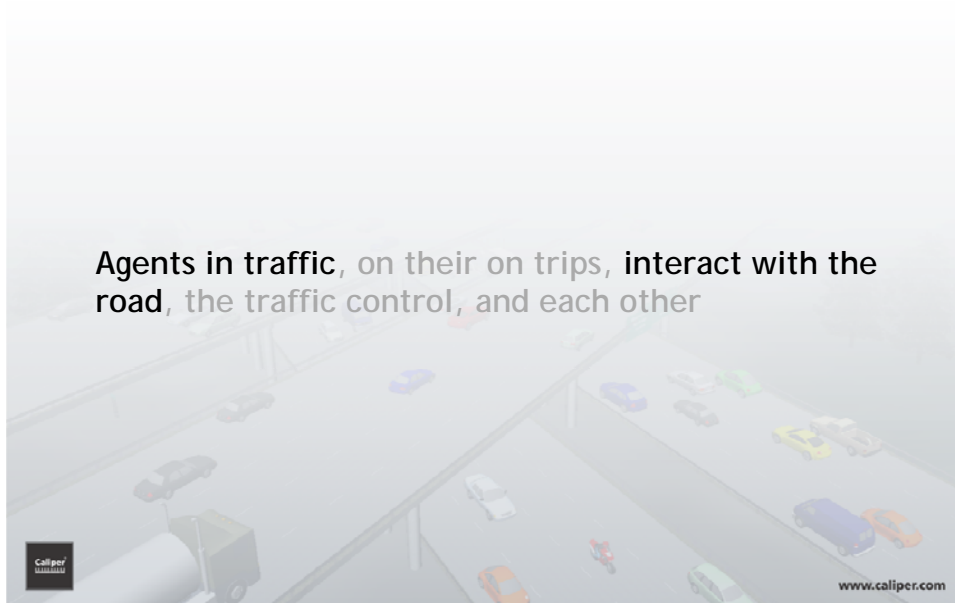 Agents in traffic, on their on trips, interact with the
road, the traffic control, and each other
Caliper
www.caliper.com